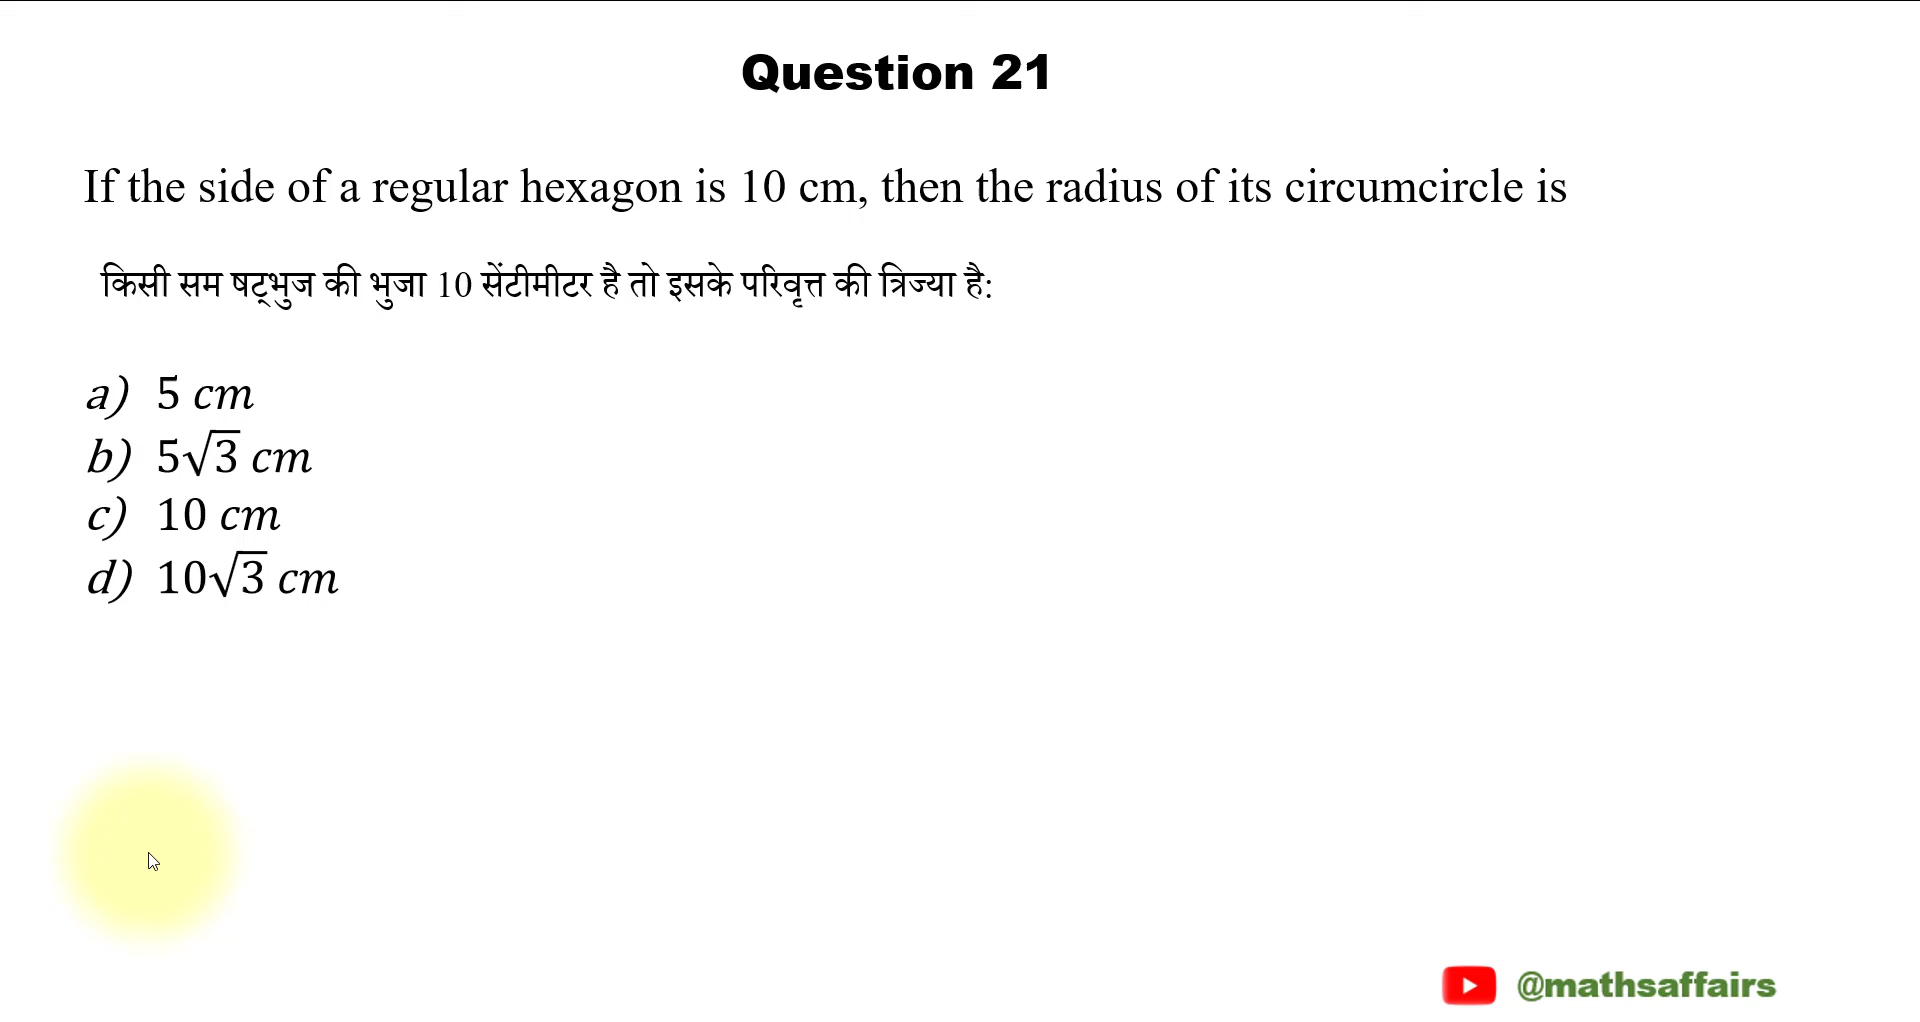 Question 21
If the side of a regular hexagon is 10 cm, then the radius of its circumcircle is
किसी सम षट्भुज की भुजा 10 सेंटीमीटर है तो इसके परिवृत्त की त्रिज्या है:
a) 5 cm
b) 5√3 cm
c) 10 cm
d) 10√3 cm
@mathsaffairs